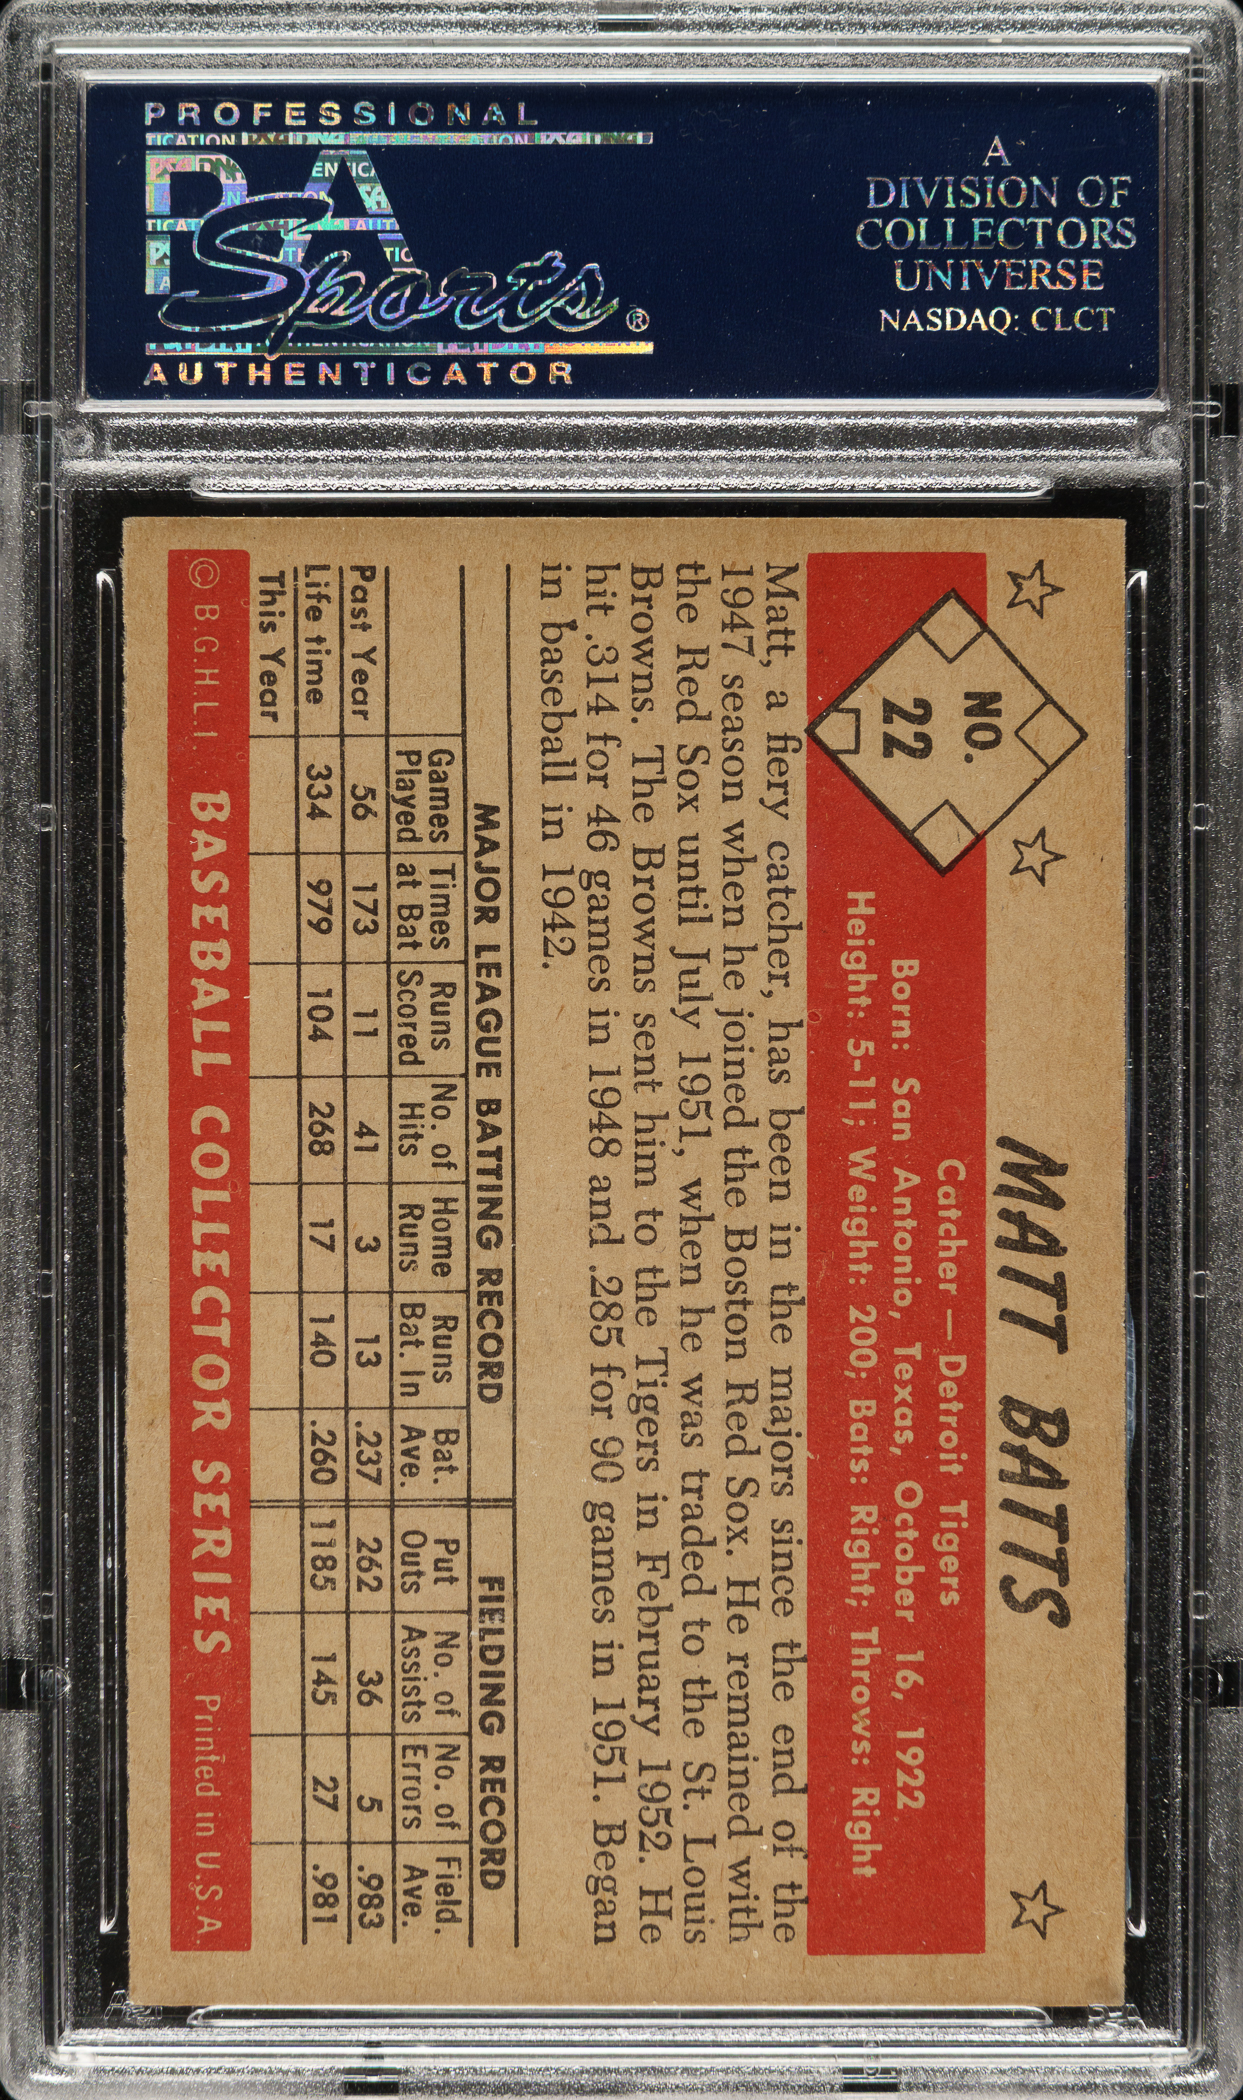 PROFESSIONAL
PSA
Sports®
AUTHENTICATOR
A
DIVISION OF
COLLECTORS
UNIVERSE
NASDAQ: CLCT
NO.
22
MATT BATTS
Catcher — Detroit Tigers
Born: San Antonio, Texas, October 16, 1922
Height: 5-11; Weight: 200; Bats: Right; Throws: Right
Matt, a fiery catcher, has been in the majors since the end of the
1947 season when he joined the Boston Red Sox. He remained with
the Red Sox until July 1951, when he was traded to the St. Louis
Browns. The Browns sent him to the Tigers in February 1952. He
hit .314 for 46 games in 1948 and .285 for 90 games in 1951. Began
in baseball in 1942.
MAJOR LEAGUE BATTING RECORD FIELDING RECORD
Games Times Runs No. of Home Runs Bat. Put No. of No. of Field.
Played at Bat Scored Hits Runs Bat. In Ave. Outs Assists Errors Ave.
Past Year 56 173 11 41 3 13 .237 262 36 5 .983
Life time 334 979 104 268 17 140 .260 1185 145 27 .981
This Year
© B.G.H.L.I. BASEBALL COLLECTOR SERIES Printed in U.S.A.